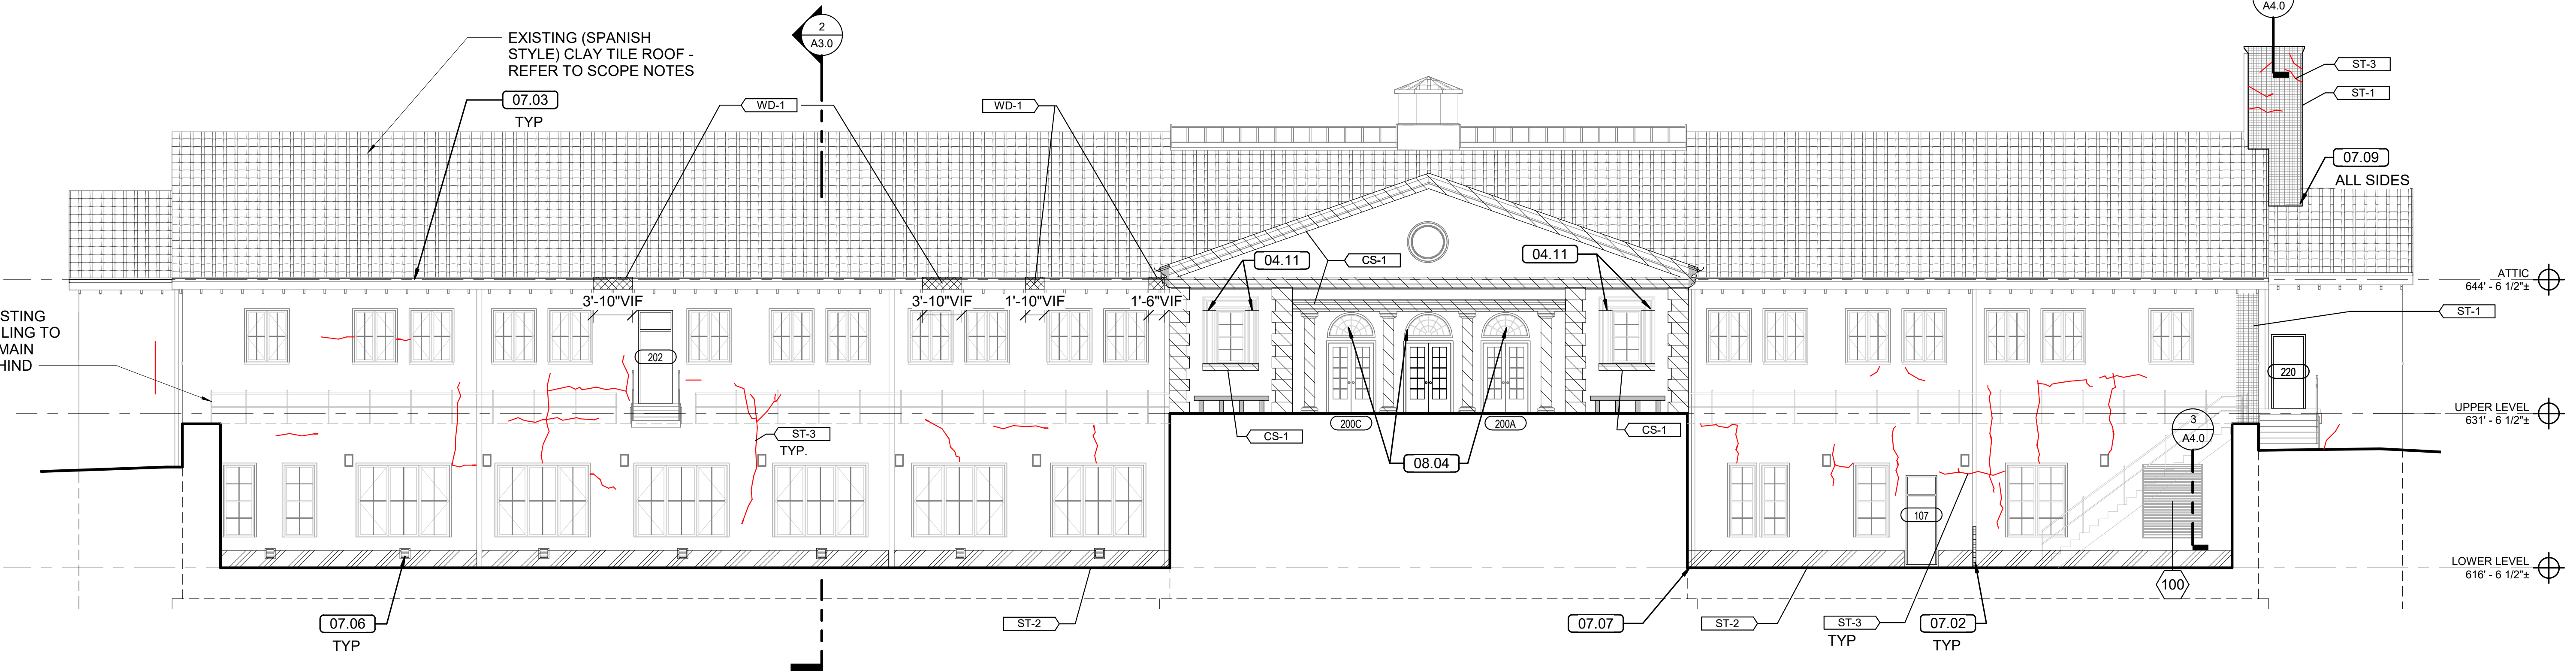 A4.0
2
A3.0
EXISTING (SPANISH
STYLE) CLAY TILE ROOF -
REFER TO SCOPE NOTES
ST-3
ST-1
07.03
TYP
WD-1
WD-1
07.09
ALL SIDES
04.11
04.11
CS-1
ATTIC
644' - 6 1/2"±
3'-10"VIF
3'-10"VIF
1'-10"VIF
1'-6"VIF
ST-1
STING
LING TO
MAIN
HIND
202
220
UPPER LEVEL
631' - 6 1/2"±
200C
200A
3
A4.0
ST-3
TYP.
CS-1
CS-1
08.04
107
LOWER LEVEL
616' - 6 1/2"±
100
07.06
TYP
ST-2
07.07
ST-2
ST-3
TYP
07.02
TYP